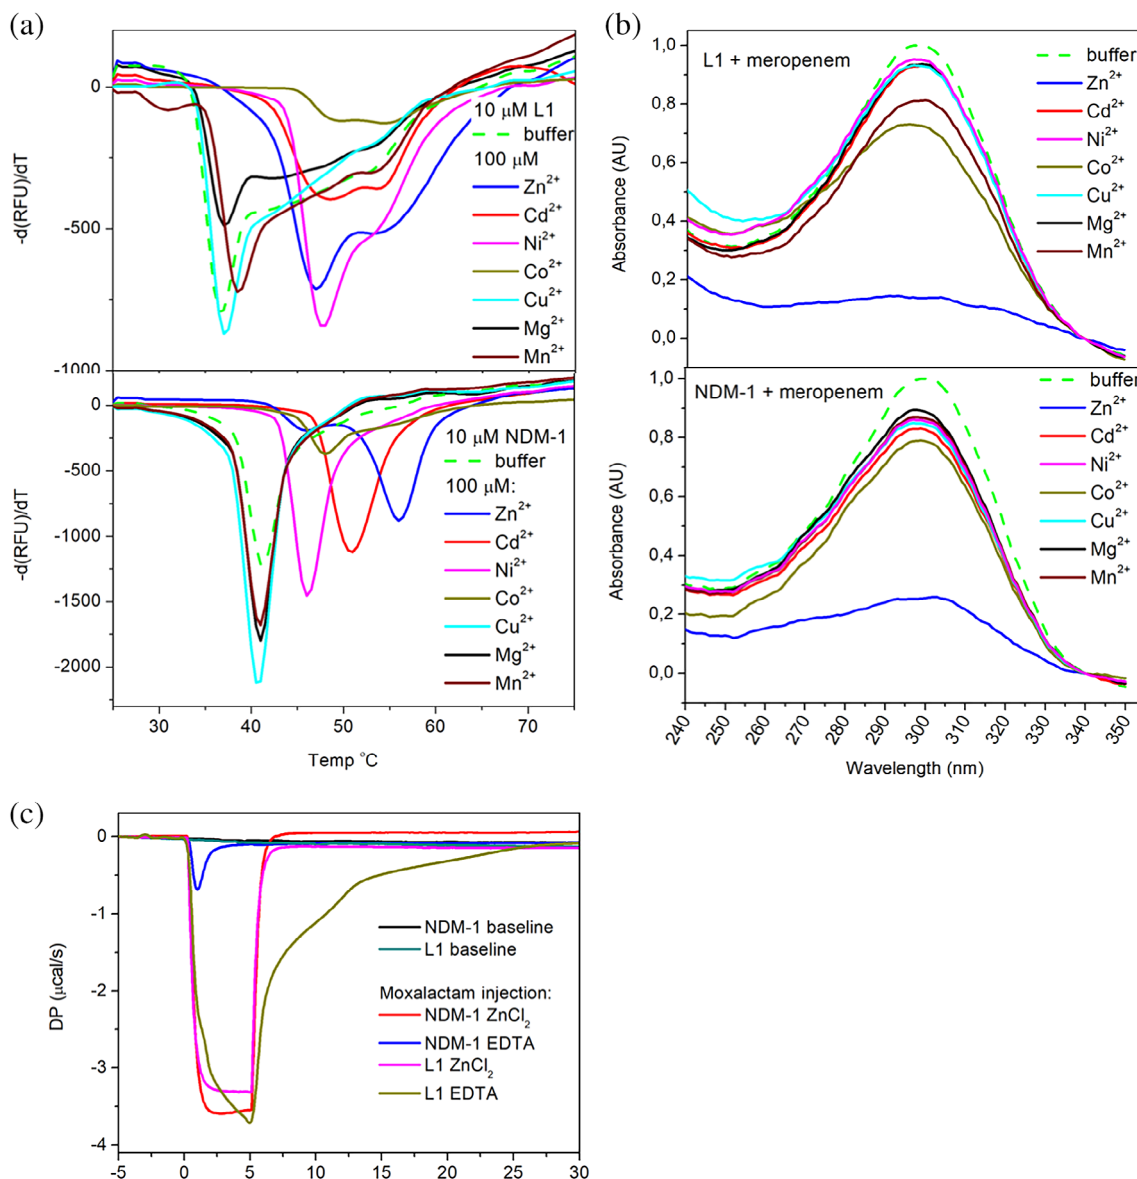 (a)
0
-500
-1000
-d(RFU)/dT
10 μM L1
buffer
100 μM
Zn²⁺
Cd²⁺
Ni²⁺
Co²⁺
Cu²⁺
Mg²⁺
Mn²⁺
0
-500
-1000
-1500
-2000
-d(RFU)/dT
10 μM NDM-1
buffer
100 μM:
Zn²⁺
Cd²⁺
Ni²⁺
Co²⁺
Cu²⁺
Mg²⁺
Mn²⁺
30 40 50 60 70
Temp °C
(b)
1,0
0,8
0,6
0,4
0,2
0,0
Absorbance (AU)
L1 + meropenem
buffer
Zn²⁺
Cd²⁺
Ni²⁺
Co²⁺
Cu²⁺
Mg²⁺
Mn²⁺
1,0
0,8
0,6
0,4
0,2
0,0
Absorbance (AU)
NDM-1 + meropenem
buffer
Zn²⁺
Cd²⁺
Ni²⁺
Co²⁺
Cu²⁺
Mg²⁺
Mn²⁺
240 250 260 270 280 290 300 310 320 330 340 350
Wavelength (nm)
(c)
0
-1
-2
-3
-4
DP (μcal/s)
NDM-1 baseline
L1 baseline
Moxalactam injection:
NDM-1 ZnCl₂
NDM-1 EDTA
L1 ZnCl₂
L1 EDTA
-5 0 5 10 15 20 25 30